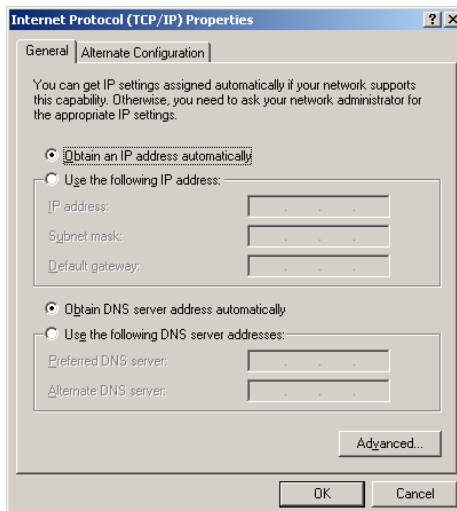 Internet Protocol (TCP/IP) Properties
General
Alternate Configuration
You can get IP settings assigned automatically if your network supports
this capability. Otherwise, you need to ask your network administrator for
the appropriate IP settings.
Obtain an IP address automatically
Use the following IP address:
IP address:
Subnet mask:
Default gateway:
Obtain DNS server address automatically
Use the following DNS server addresses:
Preferred DNS server:
Alternate DNS server:
Advanced...
OK
Cancel